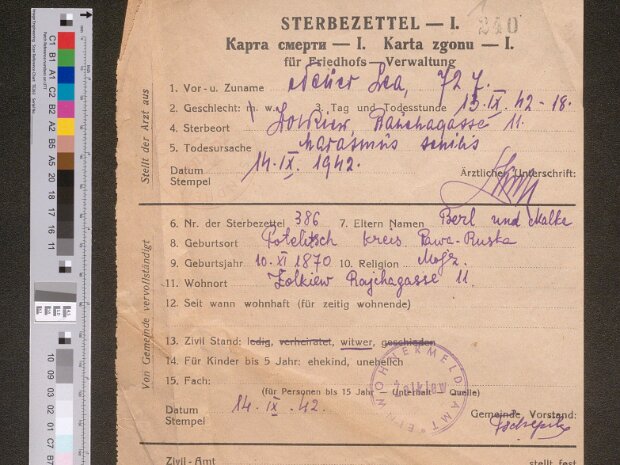 STERBEZETTEL — I. 240
Карта смерти — I. Karta zgonu — I.
für Friedhofs — Verwaltung
Stellt der Arzt aus
1. Vor- u. Zuname Lea, 72 J.
2. Geschlecht: m. w. 3. Tag und Todesstunde 13. IX. 42 - 18.
4. Sterbeort Zolkiew, Rajchagasse 11.
5. Todesursache Marasmus senilis
Datum 14. IX. 1942.
Stempel Ärztlicher Unterschrift:
Von Gemeinde vervollständigt
6. Nr. der Sterbezettel 386 7. Eltern Namen Berl und Malke
8. Geburtsort Potelitsch Kreis Rawa-Ruska
9. Geburtsjahr 10. XI 1870 10. Religion Mojz.
11. Wohnort Zolkiew Rajchagasse 11.
12. Seit wann wohnhaft (für zeitig wohnende)
13. Zivil Stand: ledig, verheiratet, witwer, geschieden
14. Für Kinder bis 5 Jahr: ehekind, unehelich
15. Fach:
(für Personen bis 15 Jahr — Unterhalt — Quelle)
EINWOHNERMELDAMT Zolkiew
Datum 14. IX. 42. Gemeinde Vorstand:
Stempel
Zivil-Amt stellt fest